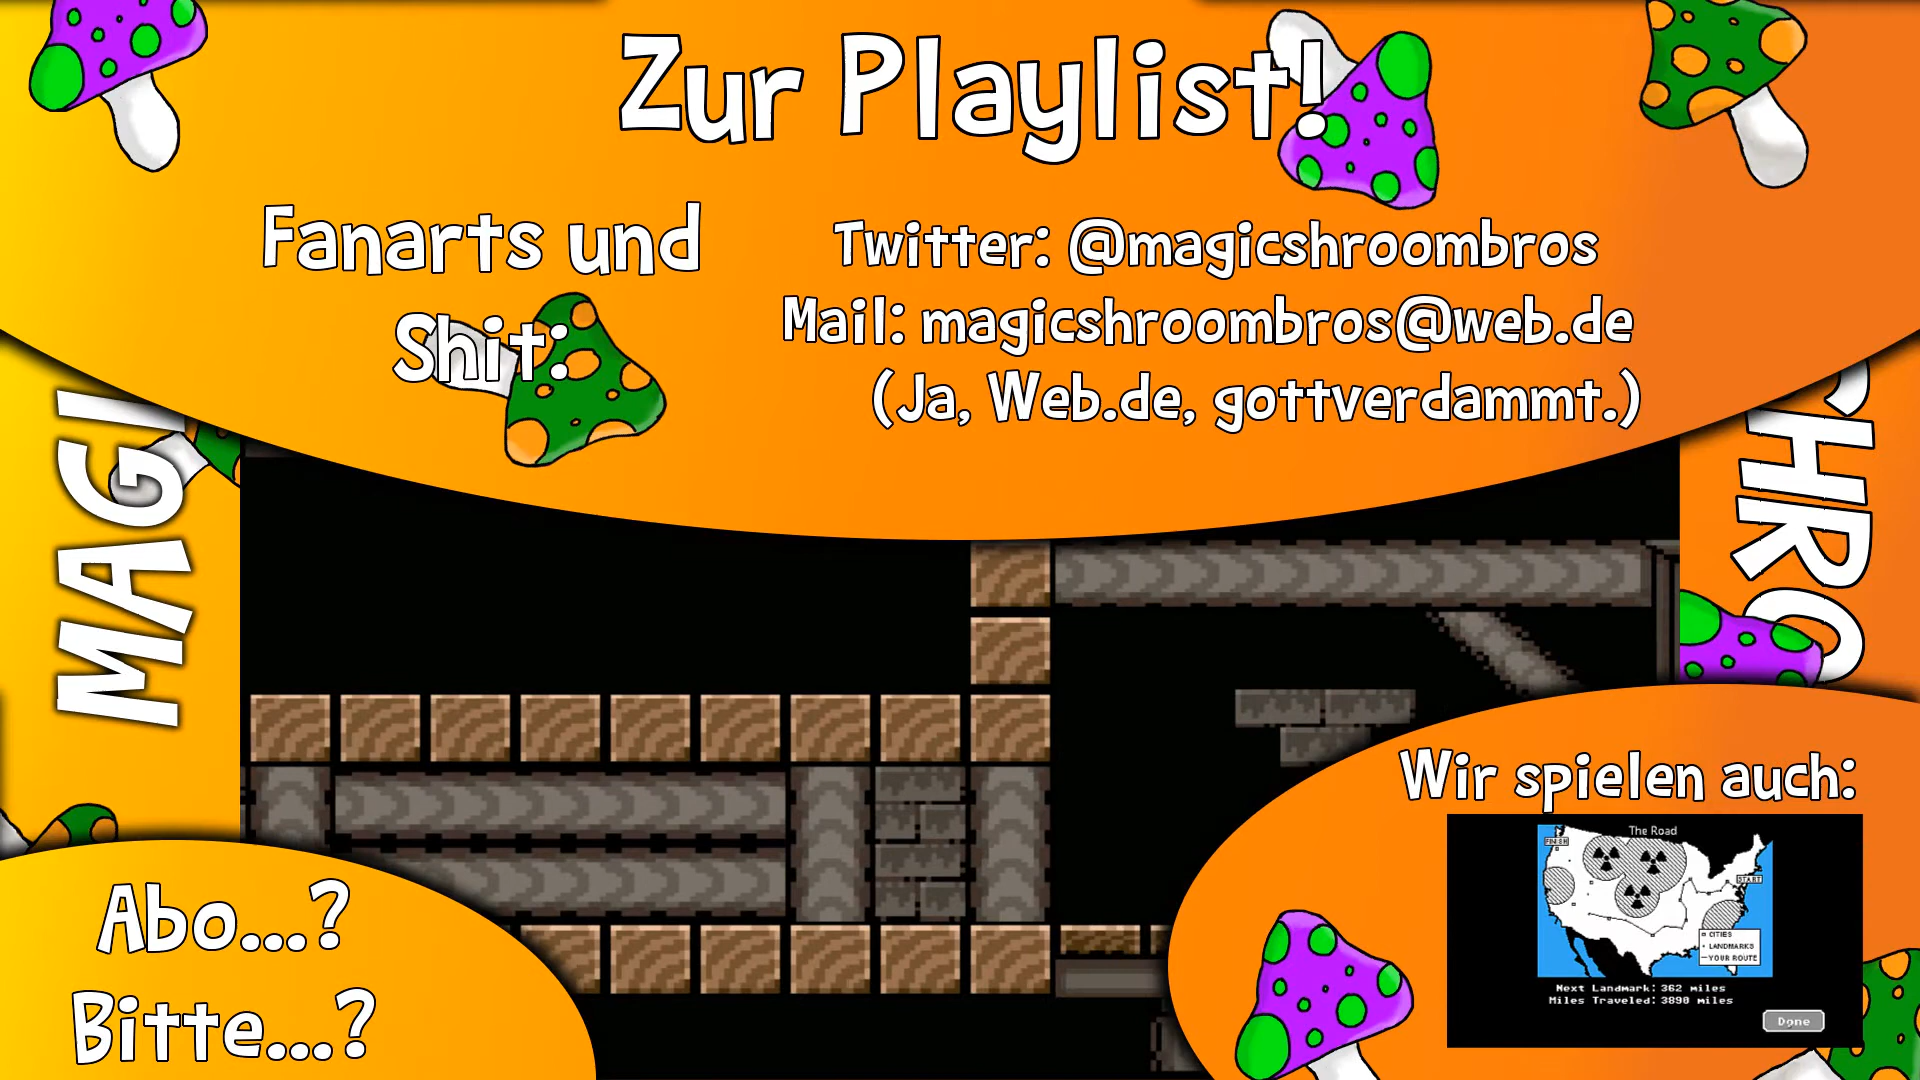 Zur Playlist!
Fanarts und
Shit:
Twitter: @magicshroombros
Mail: magicshroombros@web.de
(Ja, Web.de, gottverdammt.)
MAGI
CHRO
Wir spielen auch:
The Road
FINISH
START
CITIES
LANDMARKS
YOUR ROUTE
Next Landmark: 362 miles
Miles Traveled: 3890 miles
Done
Abo...?
Bitte...?